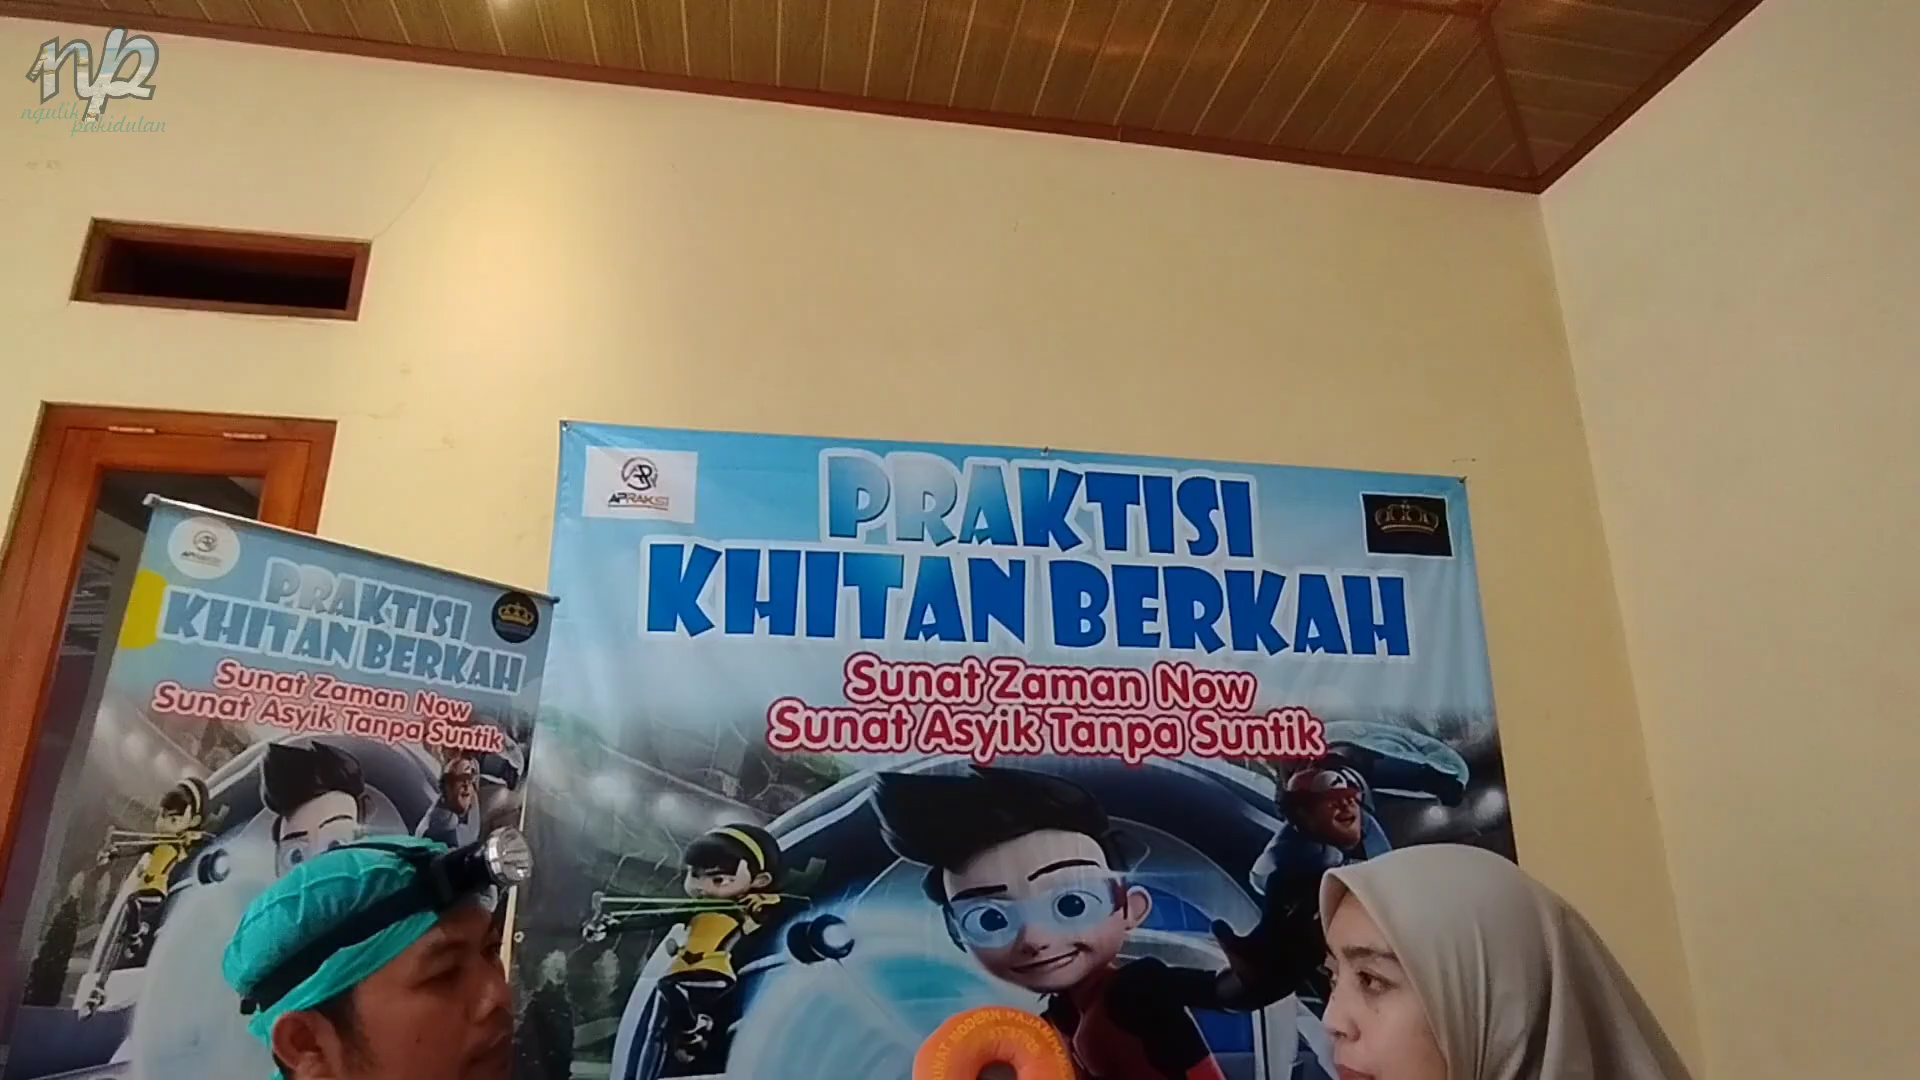 np
ngulik
pakidulan
APRAKSI
PRAKTISI
KHITAN BERKAH
Sunat Zaman Now
Sunat Asyik Tanpa Suntik
PRAKTISI
KHITAN BERKAH
Sunat Zaman Now
Sunat Asyik Tanpa Suntik